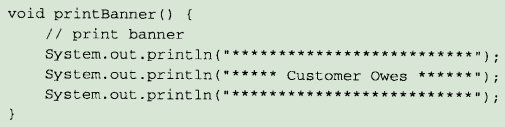 void printBanner() {
    // print banner
    System.out.println("**************************");
    System.out.println("***** Customer Owes ******");
    System.out.println("**************************");
}